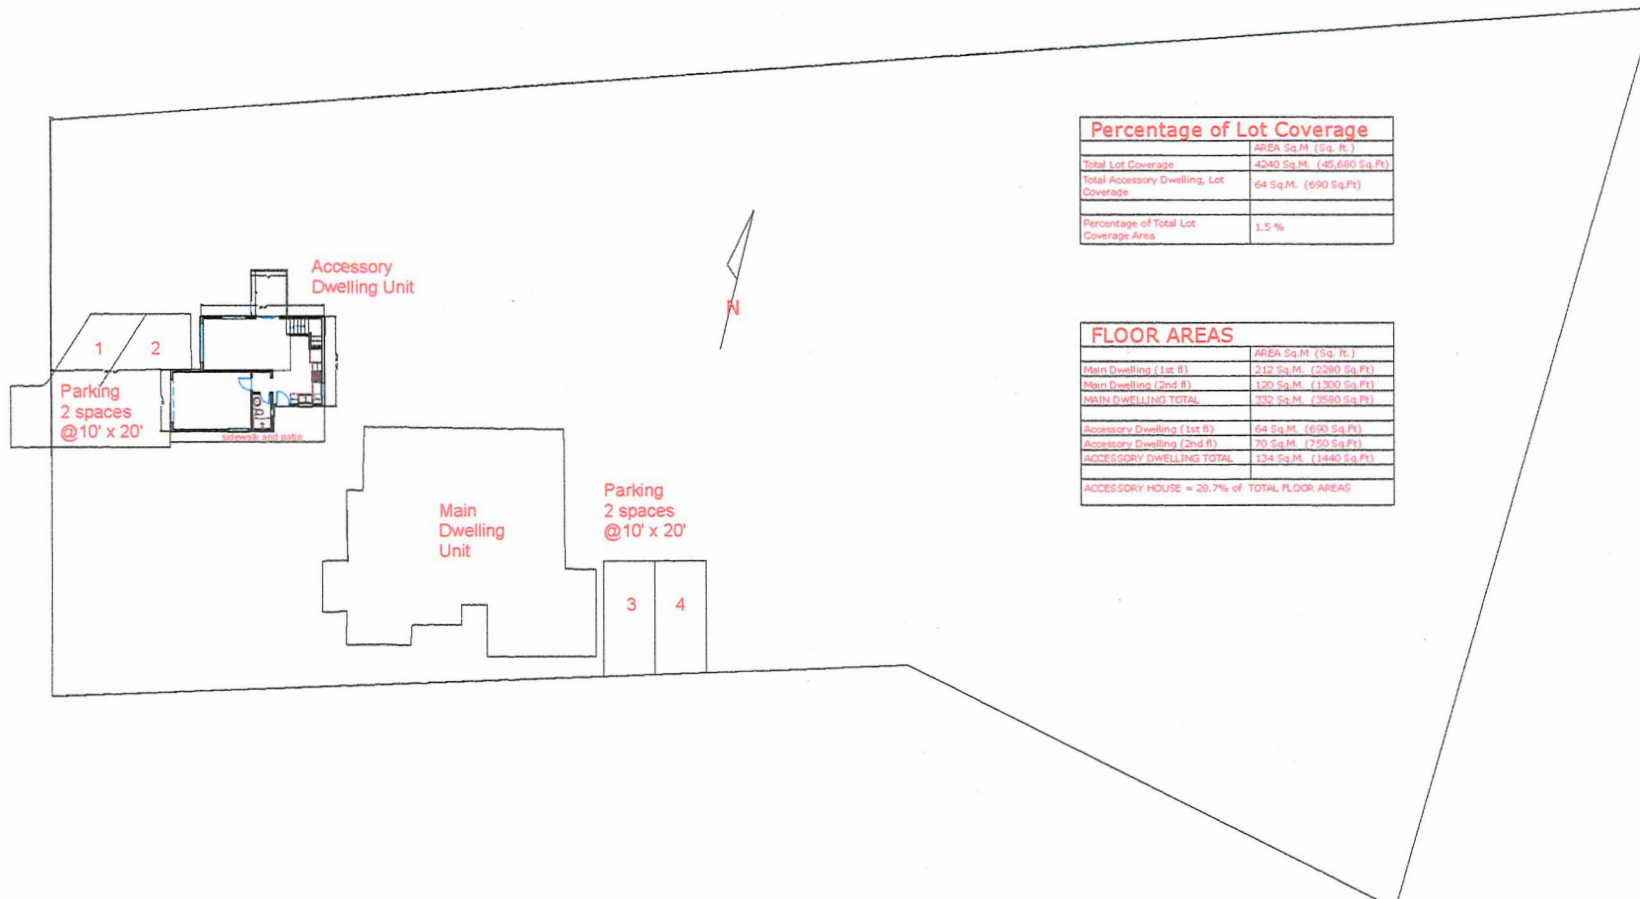 Percentage of Lot Coverage
AREA Sq.M (Sq. ft.)
Total Lot Coverage 4240 Sq.M. (45,680 Sq.Ft)
Total Accessory Dwelling, Lot
Coverage 64 Sq.M. (690 Sq.Ft)
Percentage of Total Lot
Coverage Area 1.5 %
Accessory
Dwelling Unit
N
1 2
Parking
2 spaces
@10' x 20'
sidewalk and patio
FLOOR AREAS
AREA Sq.M (Sq. ft.)
Main Dwelling (1st fl) 212 Sq.M. (2280 Sq.Ft)
Main Dwelling (2nd fl) 120 Sq.M. (1300 Sq.Ft)
MAIN DWELLING TOTAL 332 Sq.M. (3580 Sq.Ft)
Accessory Dwelling (1st fl) 64 Sq.M. (690 Sq.Ft)
Accessory Dwelling (2nd fl) 70 Sq.M. (750 Sq.Ft)
ACCESSORY DWELLING TOTAL 134 Sq.M. (1440 Sq.Ft)
ACCESSORY HOUSE = 28.7% of TOTAL FLOOR AREAS
Main
Dwelling
Unit
Parking
2 spaces
@10' x 20'
3 4